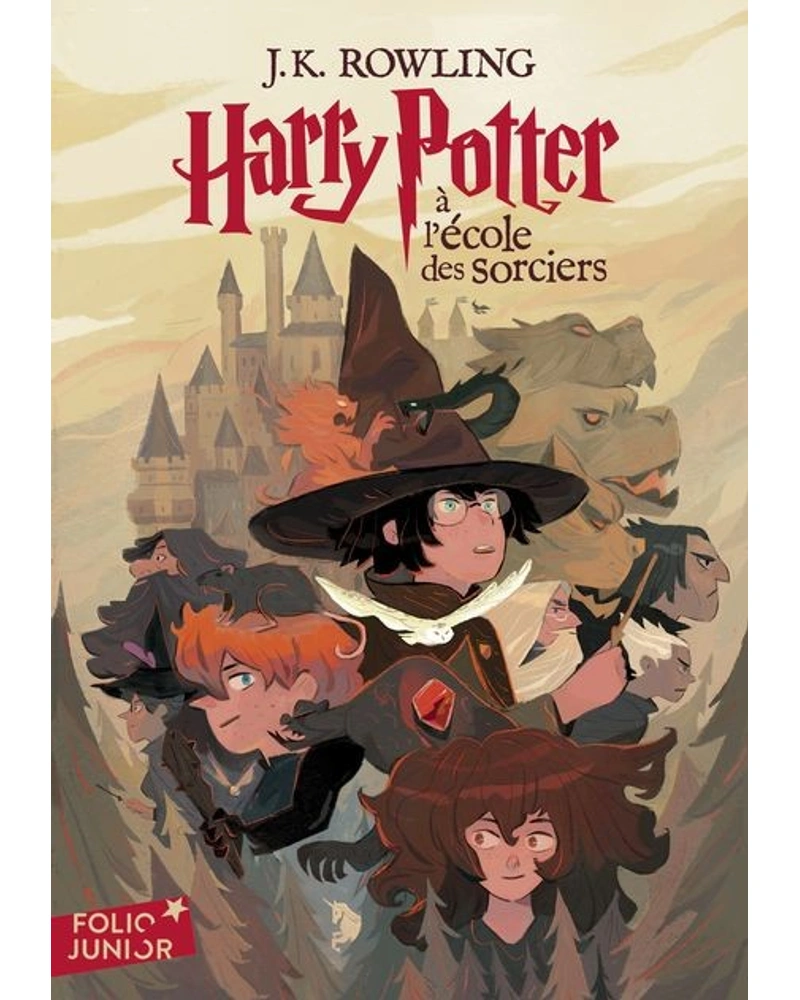 J.K. ROWLING
Harry Potter
à
l'école
des sorciers
FOLIO
JUNIOR